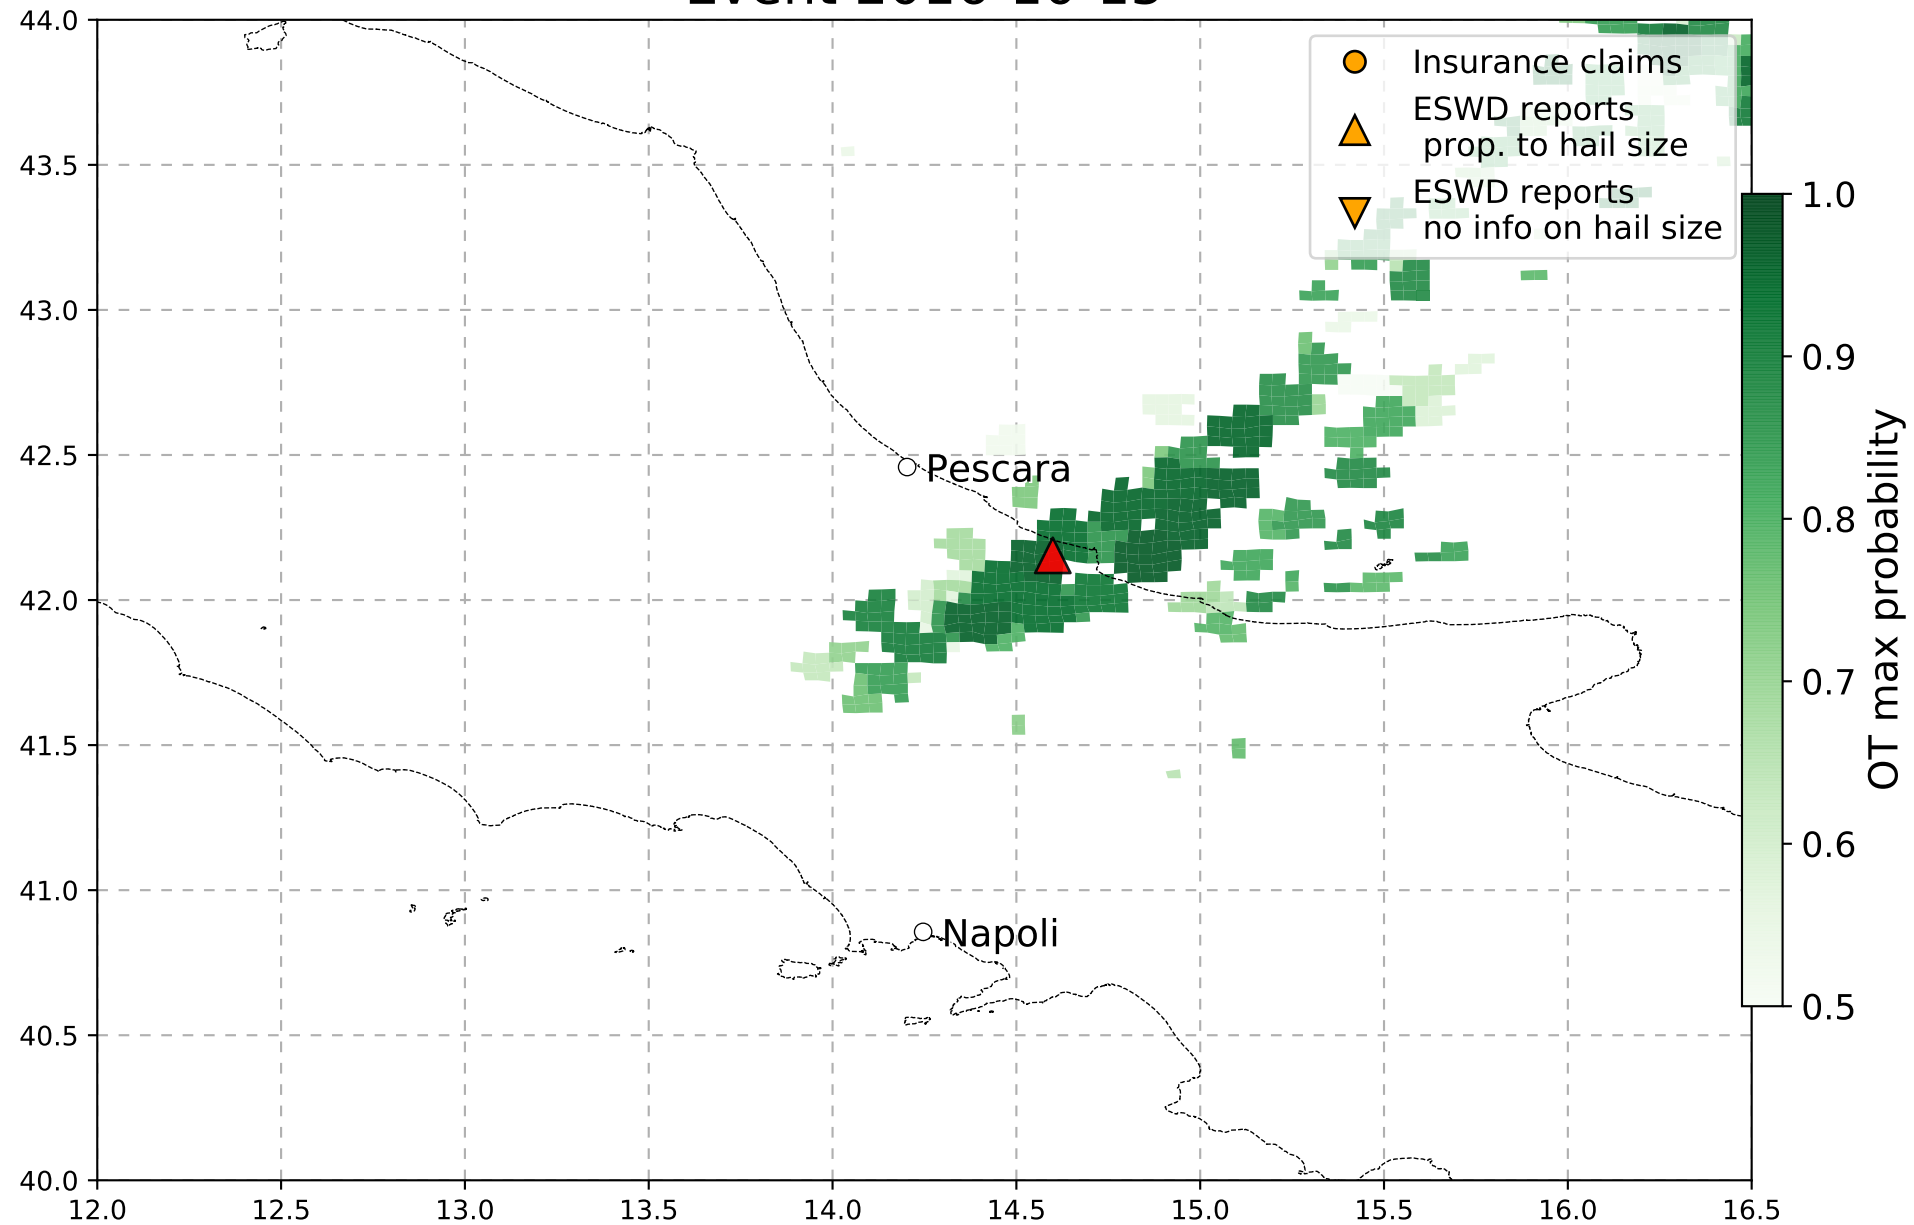 Event
44.0
43.5
43.0
42.5
42.0
41.5
41.0
40.5
40.0
12.0 12.5 13.0 13.5 14.0 14.5 15.0 15.5 16.0 16.5
Insurance claims
ESWD reports
prop. to hail size
ESWD reports
no info on hail size
Pescara
Napoli
1.0
0.9
0.8
0.7
0.6
0.5
OT max probability